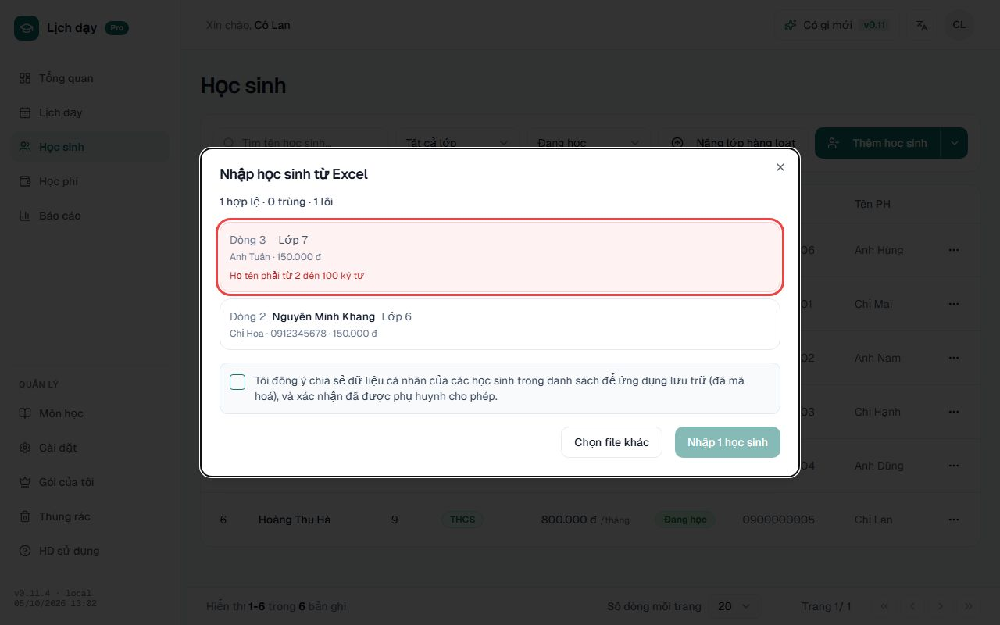 Lịch dạy Pro
Xin chào, Cô Lan
Có gì mới v0.11
CL
Tổng quan
Lịch dạy
Học sinh
Học phí
Báo cáo
QUẢN LÝ
Môn học
Cài đặt
Gói của tôi
Thùng rác
HD sử dụng
v0.11.4 · local
05/10/2026 13:02
Học sinh
Tìm tên học sinh...
Tất cả lớp
Đang học
Nâng lớp hàng loạt
Thêm học sinh
Nhập học sinh từ Excel
1 hợp lệ · 0 trùng · 1 lỗi
Dòng 3 Lớp 7
Anh Tuấn · 150.000 đ
Họ tên phải từ 2 đến 100 ký tự
Dòng 2 Nguyễn Minh Khang Lớp 6
Chị Hoa · 0912345678 · 150.000 đ
Tôi đồng ý chia sẻ dữ liệu cá nhân của các học sinh trong danh sách để ứng dụng lưu trữ (đã mã
hoá), và xác nhận đã được phụ huynh cho phép.
Chọn file khác
Nhập 1 học sinh
Tên PH
06 Anh Hùng
01 Chị Mai
02 Anh Nam
03 Chị Hạnh
04 Anh Dũng
6 Hoàng Thu Hà 9 THCS 800.000 đ /tháng Đang học 0900000005 Chị Lan
Hiển thị 1-6 trong 6 bản ghi
Số dòng mỗi trang 20
Trang 1/ 1